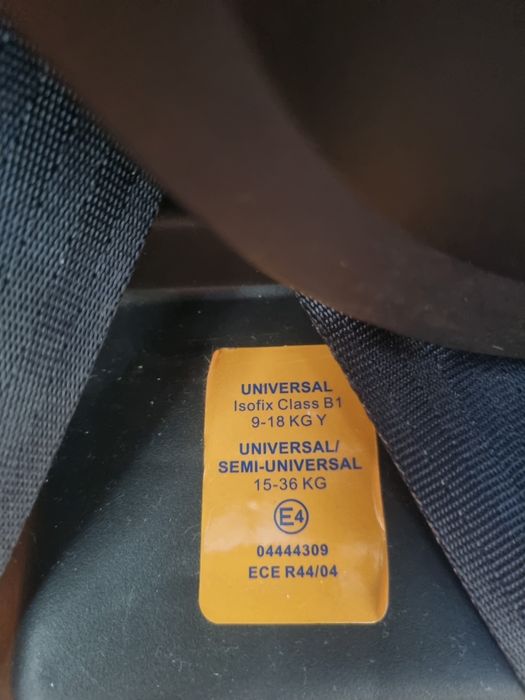 UNIVERSAL
Isofix Class B1
9-18 KG Y
UNIVERSAL/
SEMI-UNIVERSAL
15-36 KG
E4
04444309
ECE R44/04